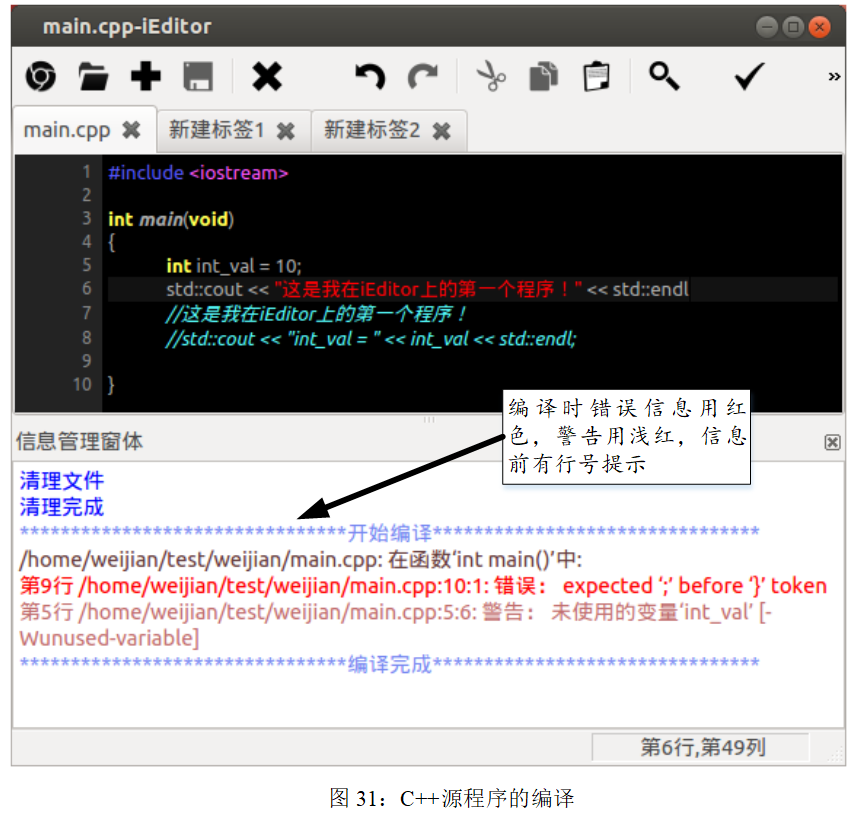 main.cpp-iEditor
main.cpp 新建标签1 新建标签2
1 #include <iostream>
2
3 int main(void)
4 {
5 int int_val = 10;
6 std::cout << "这是我在iEditor上的第一个程序！" << std::endl
7 //这是我在iEditor上的第一个程序！
8 //std::cout << "int_val = " << int_val << std::endl;
9
10 }
编译时错误信息用红
色，警告用浅红，信息
前有行号提示
信息管理窗体
清理文件
清理完成
********************************开始编译********************************
/home/weijian/test/weijian/main.cpp: 在函数‘int main()’中:
第9行 /home/weijian/test/weijian/main.cpp:10:1: 错误： expected ‘;’ before ‘}’ token
第5行 /home/weijian/test/weijian/main.cpp:5:6: 警告： 未使用的变量‘int_val’ [-
Wunused-variable]
********************************编译完成********************************
第6行,第49列
图 31：C++源程序的编译